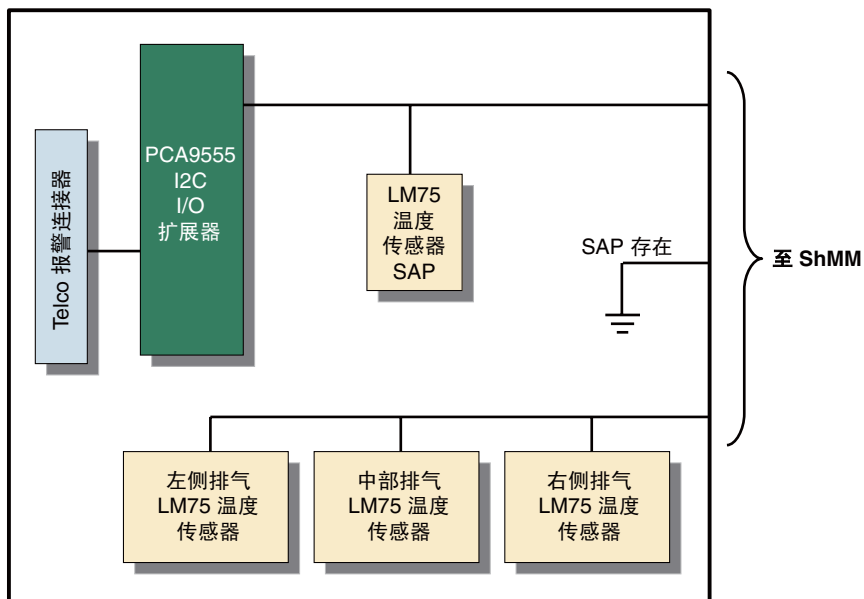 Telco 报警连接器
PCA9555
I2C
I/O
扩展器
LM75
温度
传感器
SAP
SAP 存在
至 ShMM
左侧排气
LM75 温度
传感器
中部排气
LM75 温度
传感器
右侧排气
LM75 温度
传感器